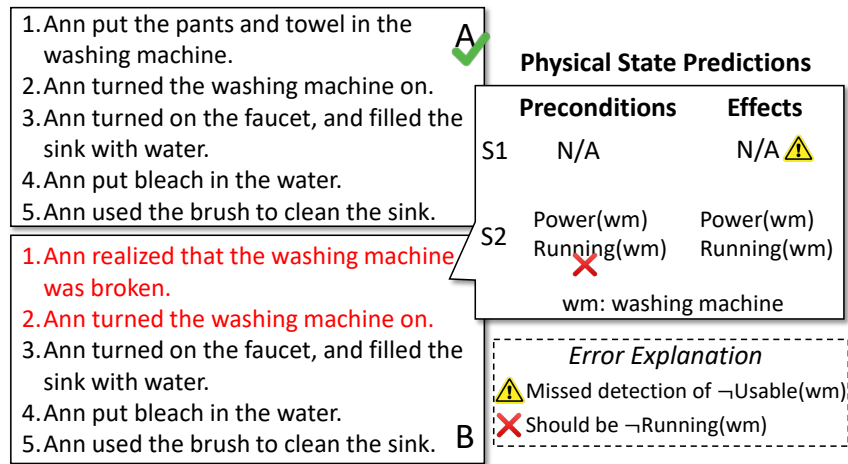 1.Ann put the pants and towel in the
washing machine.
2.Ann turned the washing machine on.
3.Ann turned on the faucet, and filled the
sink with water.
4.Ann put bleach in the water.
5.Ann used the brush to clean the sink.
A
1.Ann realized that the washing machine
was broken.
2.Ann turned the washing machine on.
3.Ann turned on the faucet, and filled the
sink with water.
4.Ann put bleach in the water.
5.Ann used the brush to clean the sink.
B
Physical State Predictions
Preconditions Effects
S1 N/A N/A
S2 Power(wm) Power(wm)
Running(wm) Running(wm)
wm: washing machine
Error Explanation
Missed detection of ¬Usable(wm)
Should be ¬Running(wm)